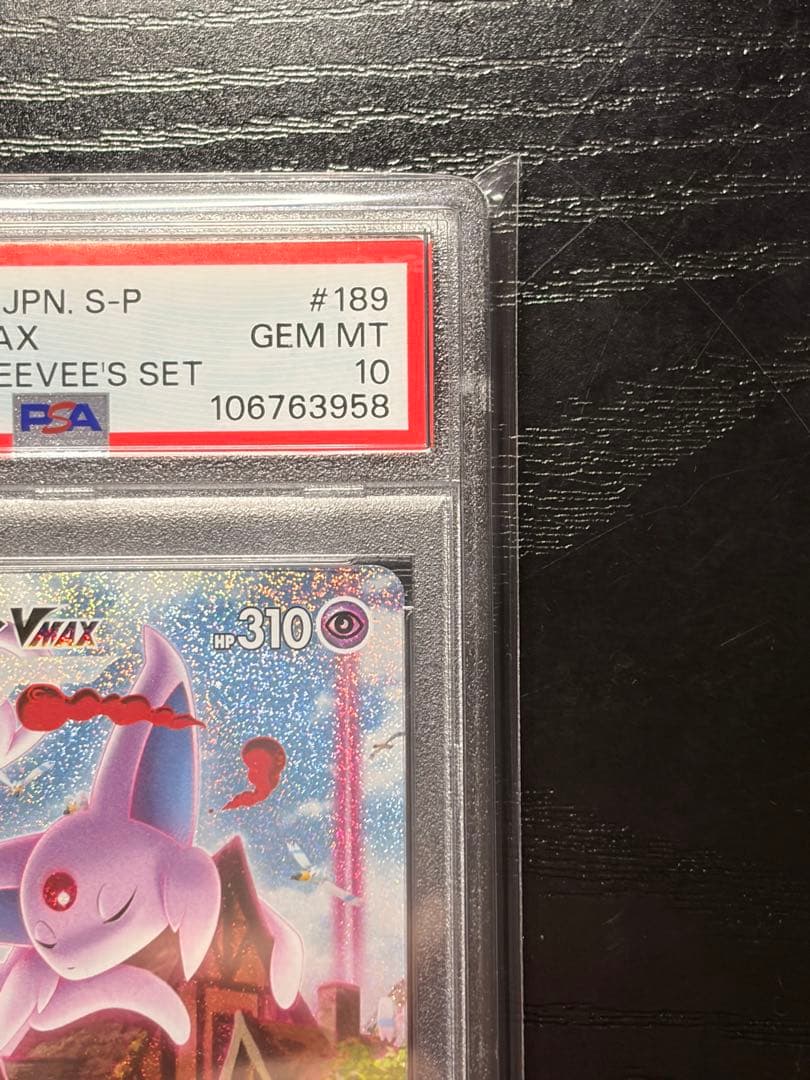 JPN. S-P #189
AX GEM MT
EEVEE'S SET 10
PSA 106763958
VMAX HP310